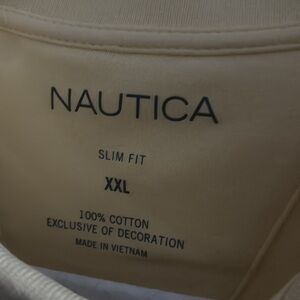 NAUTICA
SLIM FIT
XXL
100% COTTON
EXCLUSIVE OF DECORATION
MADE IN VIETNAM